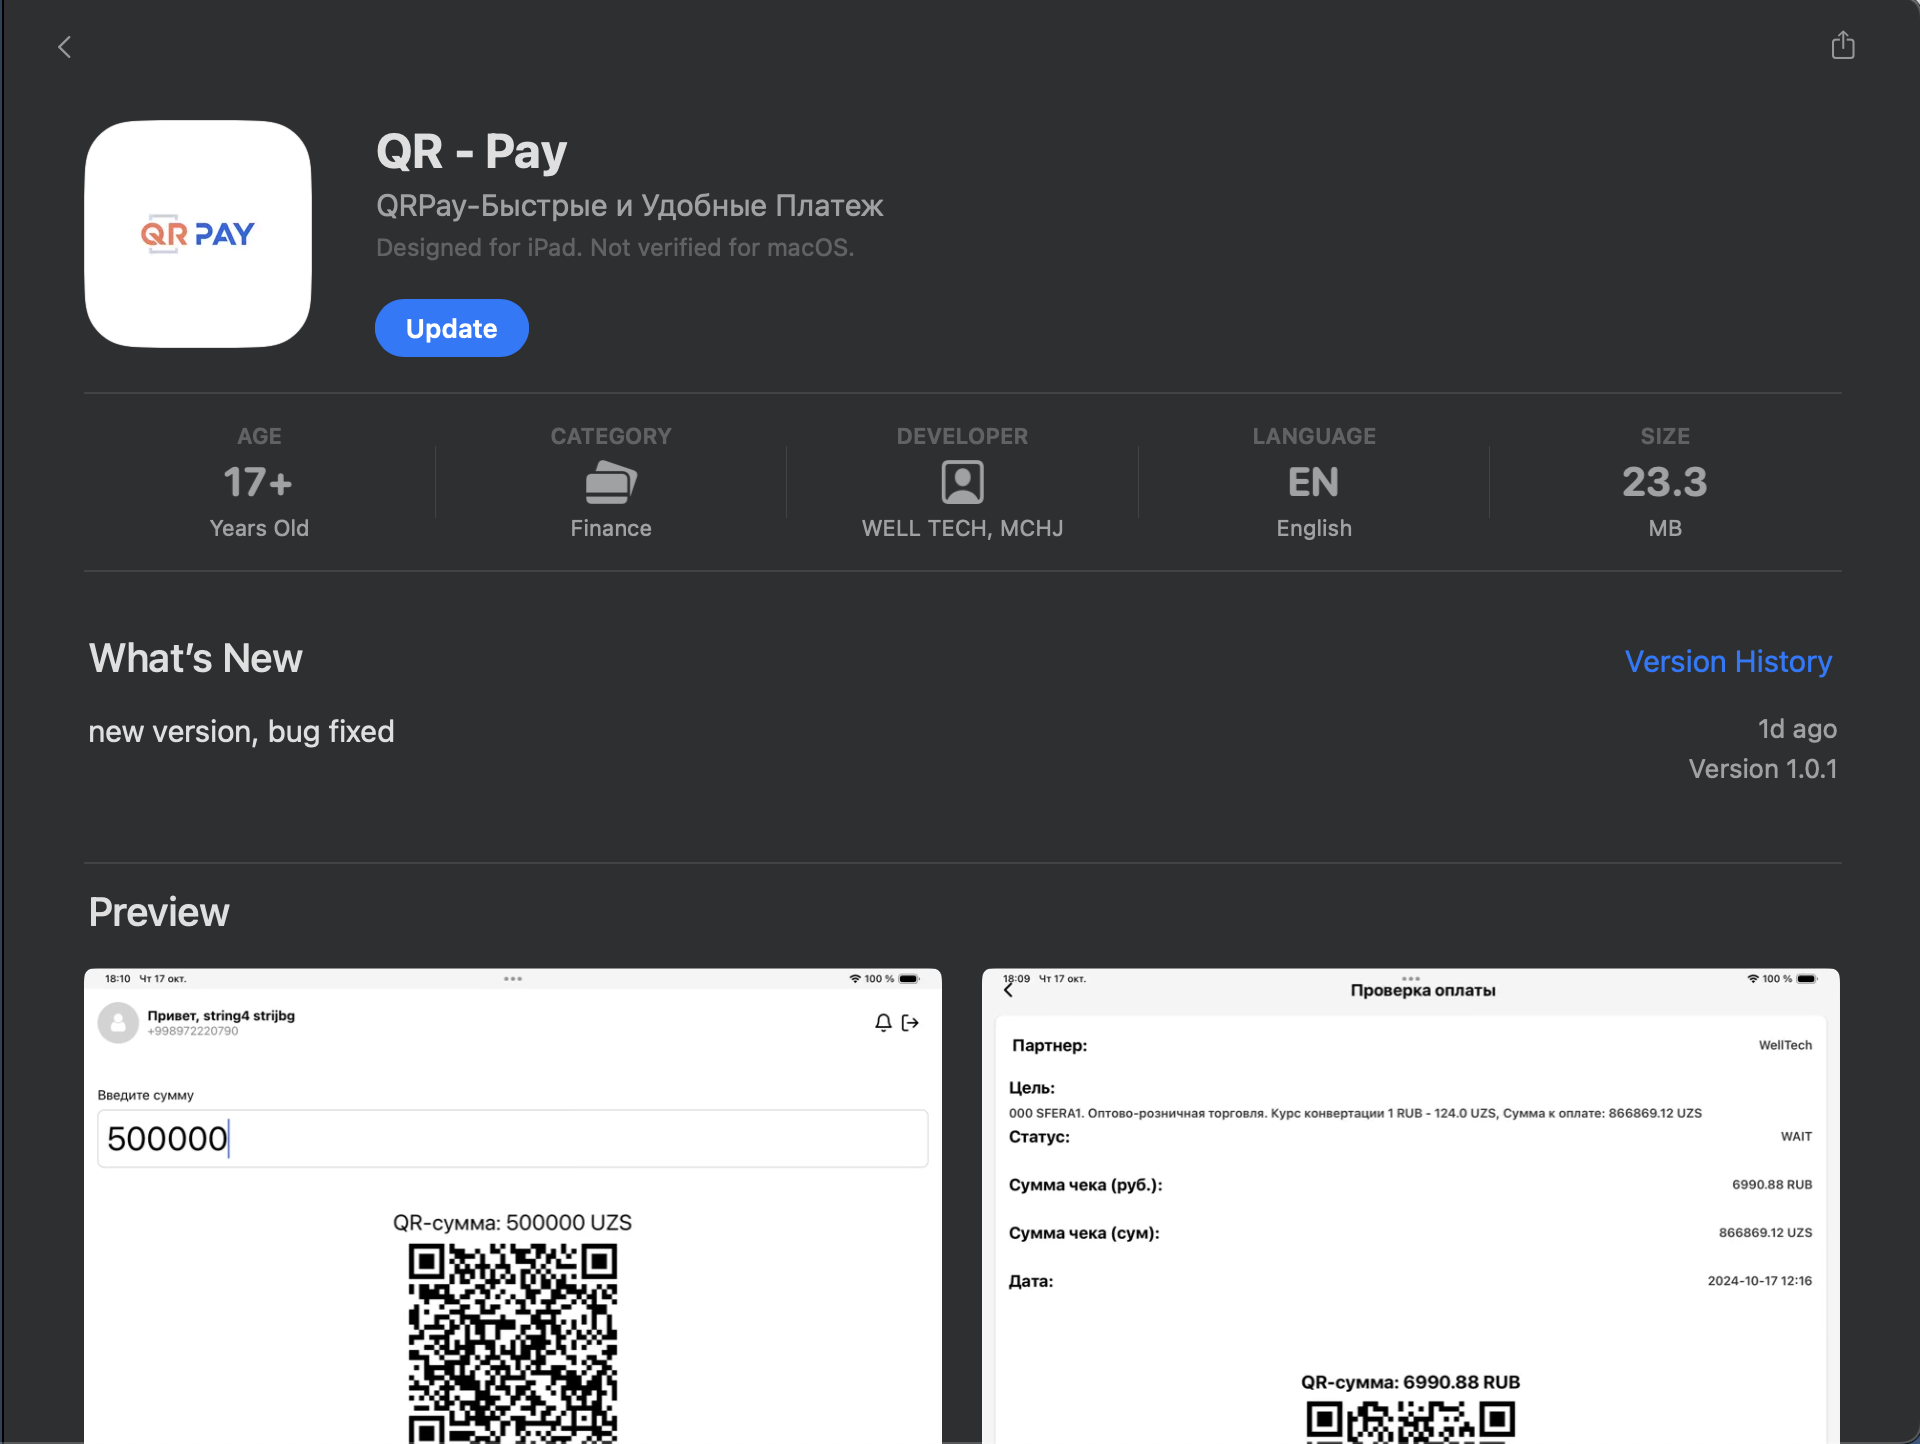 QR PAY
QR - Pay
QRPay-Быстрые и Удобные Платеж
Designed for iPad. Not verified for macOS.
Update
AGE
17+
Years Old
CATEGORY
Finance
DEVELOPER
WELL TECH, MCHJ
LANGUAGE
EN
English
SIZE
23.3
MB
What's New
Version History
new version, bug fixed
1d ago
Version 1.0.1
Preview
18:10 Чт 17 окт.
100 %
Привет, string4 strijbg
+998972220790
Введите сумму
500000
QR-сумма: 500000 UZS
18:09 Чт 17 окт.
100 %
Проверка оплаты
Партнер:
WellTech
Цель:
ООО SFERA1. Оптово-розничная торговля. Курс конвертации 1 RUB - 124.0 UZS, Сумма к оплате: 866869.12 UZS
Статус:
WAIT
Сумма чека (руб.):
6990.88 RUB
Сумма чека (сум):
866869.12 UZS
Дата:
2024-10-17 12:16
QR-сумма: 6990.88 RUB